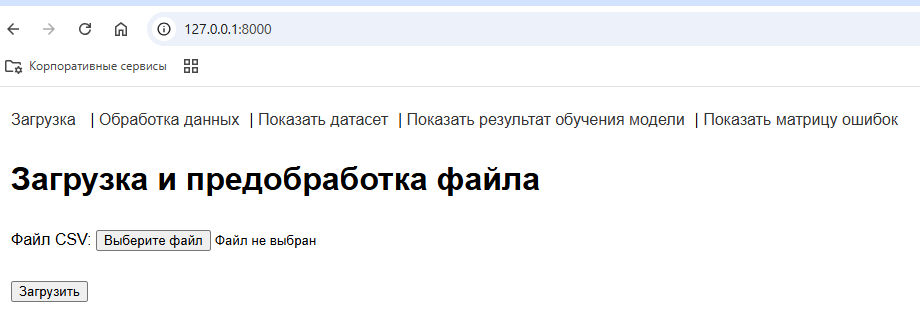 127.0.0.1:8000
Корпоративные сервисы
Загрузка | Обработка данных | Показать датасет | Показать результат обучения модели | Показать матрицу ошибок
Загрузка и предобработка файла
Файл CSV: Выберите файл Файл не выбран
Загрузить